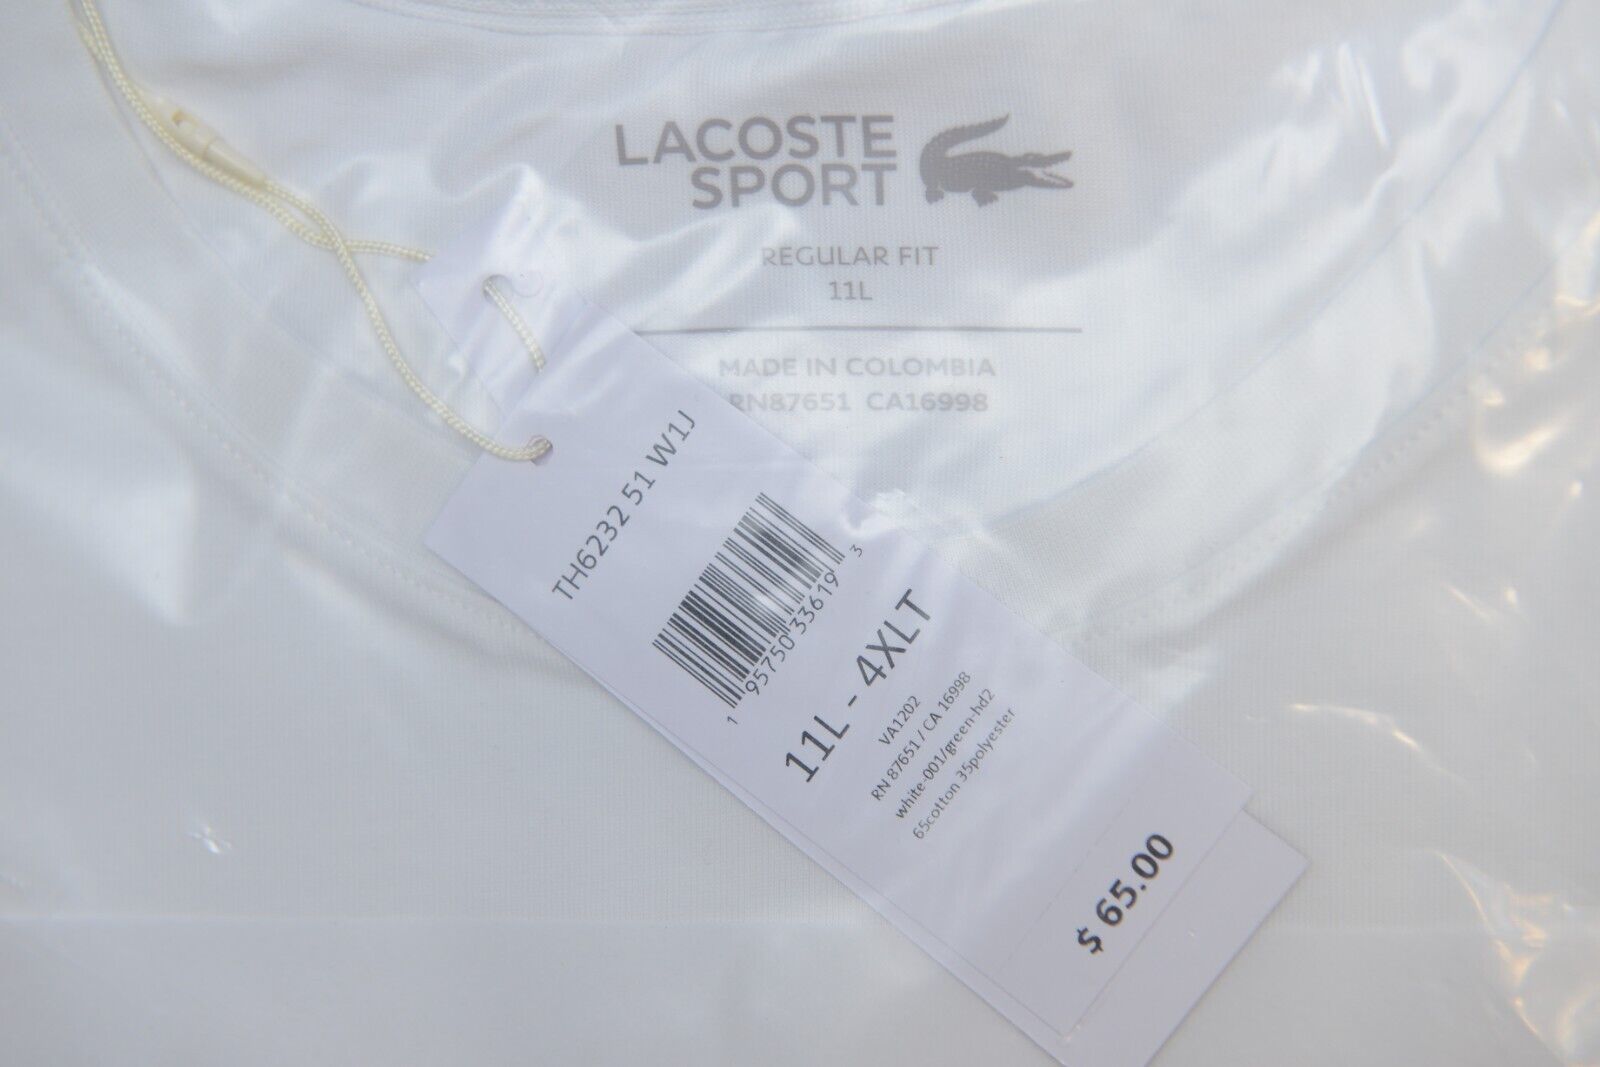 LACOSTE
SPORT
REGULAR FIT
11L
MADE IN COLOMBIA
RN87651 CA16998
TH6232 51 W1J
1 95750 33619 3
11L - 4XLT
VA1202
RN 87651 / CA 16998
white-001/green-hd2
65cotton 35polyester
$ 65.00